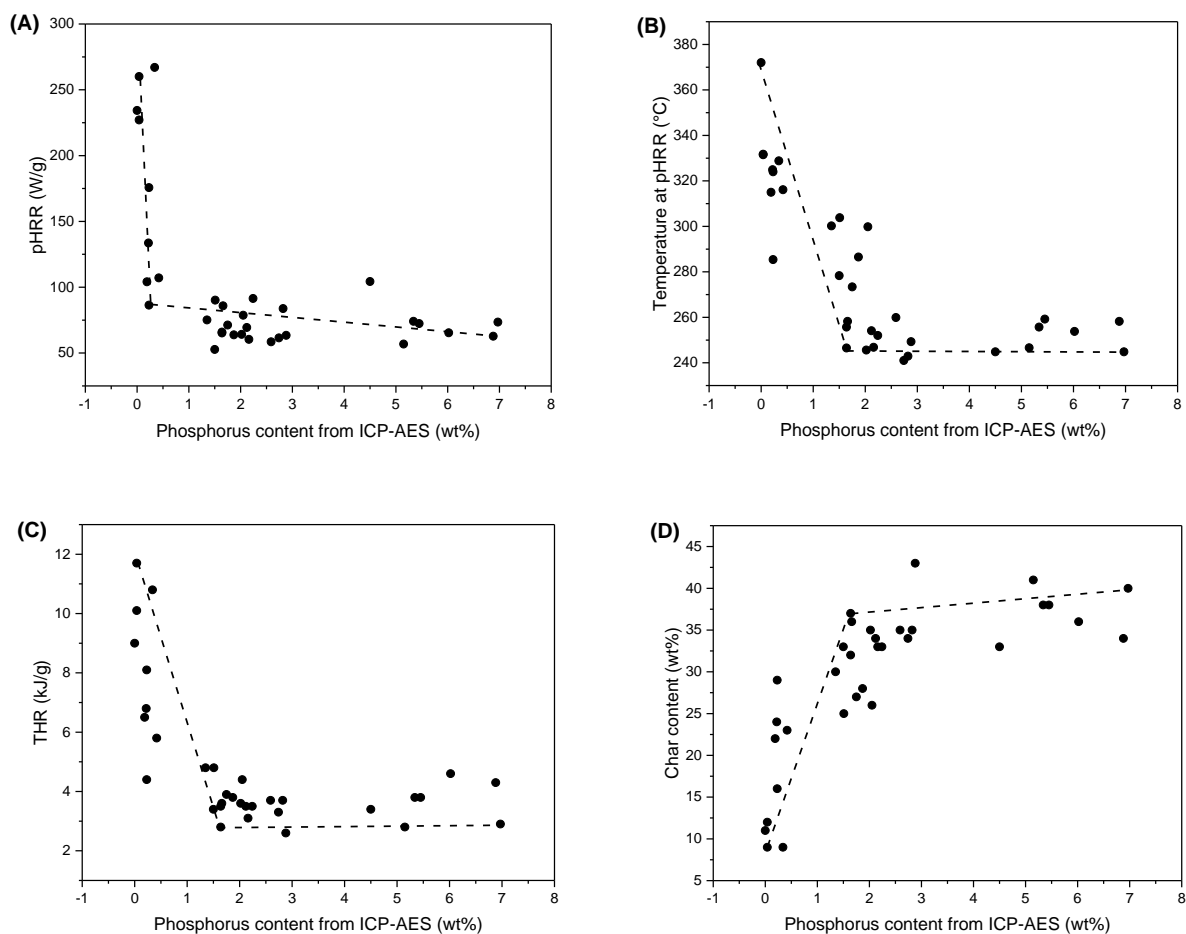 (A)
300
250
200
150
100
50
pHRR (W/g)
-1 0 1 2 3 4 5 6 7 8
Phosphorus content from ICP-AES (wt%)
(B)
380
360
340
320
300
280
260
240
Temperature at pHRR (°C)
-1 0 1 2 3 4 5 6 7 8
Phosphorus content from ICP-AES (wt%)
(C)
12
10
8
6
4
2
THR (kJ/g)
-1 0 1 2 3 4 5 6 7 8
Phosphorus content from ICP-AES (wt%)
(D)
45
40
35
30
25
20
15
10
5
Char content (wt%)
-1 0 1 2 3 4 5 6 7 8
Phosphorus content from ICP-AES (wt%)